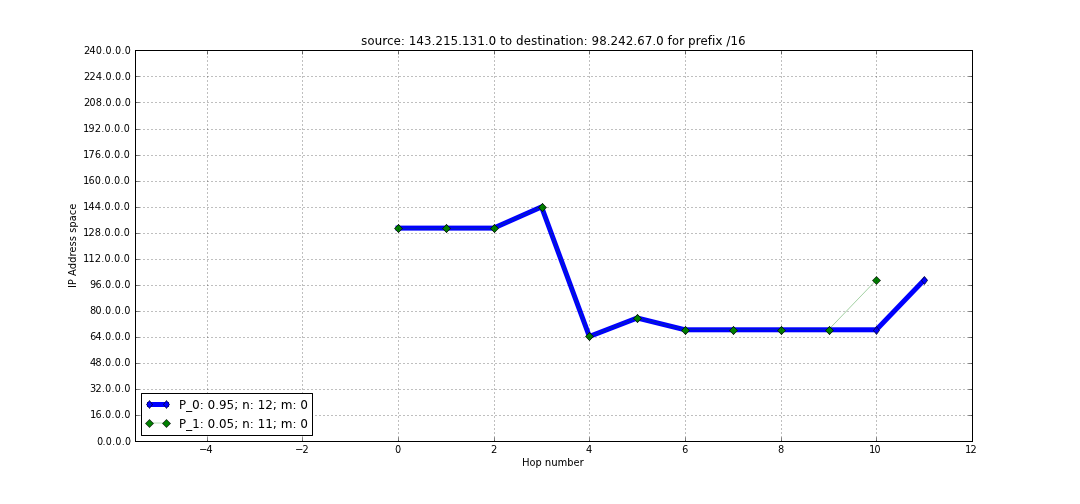 source: 143.215.131.0 to destination: 98.242.67.0 for prefix /16
240.0.0.0
224.0.0.0
208.0.0.0
192.0.0.0
176.0.0.0
160.0.0.0
144.0.0.0
128.0.0.0
112.0.0.0
96.0.0.0
80.0.0.0
64.0.0.0
48.0.0.0
32.0.0.0
16.0.0.0
0.0.0.0
IP Address space
P_0: 0.95; n: 12; m: 0
P_1: 0.05; n: 11; m: 0
−4 −2 0 2 4 6 8 10 12
Hop number